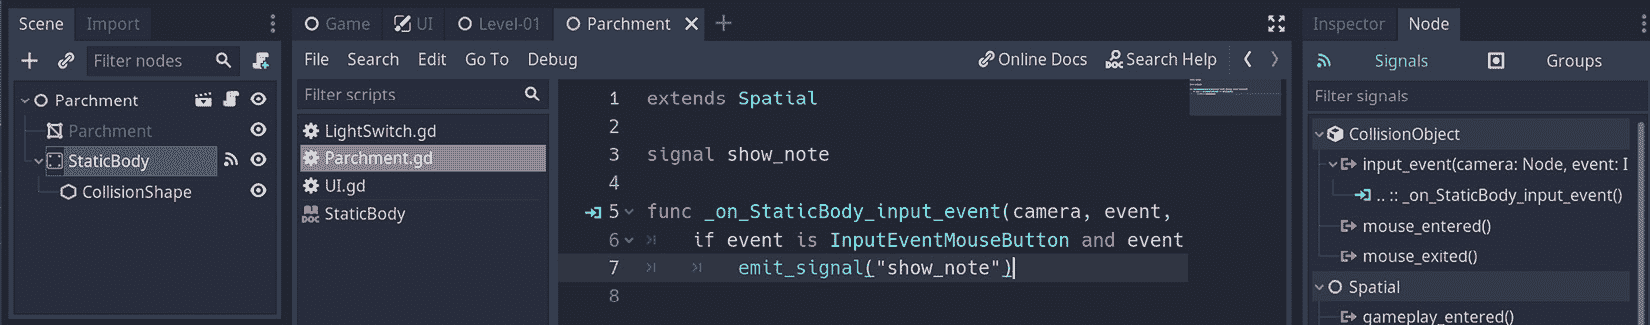 Scene Import
Filter nodes
Parchment
Parchment
StaticBody
CollisionShape
Game UI Level-01 Parchment
File Search Edit Go To Debug Online Docs DOC Search Help
Filter scripts
LightSwitch.gd
Parchment.gd
UI.gd
DOC StaticBody
1 extends Spatial
2
3 signal show_note
4
5 func _on_StaticBody_input_event(camera, event,
6 if event is InputEventMouseButton and event
7 emit_signal("show_note")
8
Inspector Node
Signals Groups
Filter signals
CollisionObject
input_event(camera: Node, event: I
.. :: _on_StaticBody_input_event()
mouse_entered()
mouse_exited()
Spatial
gameplay_entered()